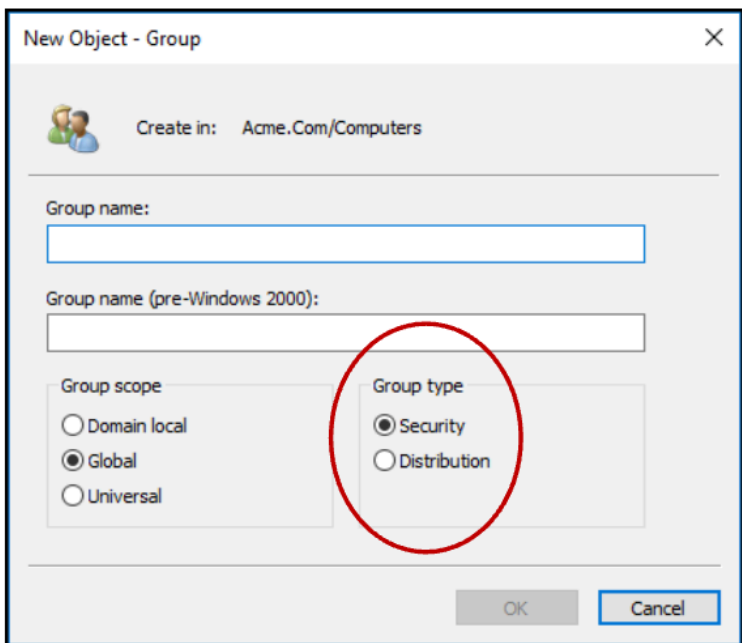 New Object - Group
Create in: Acme.Com/Computers
Group name:
Group name (pre-Windows 2000):
Group scope
Domain local
Global
Universal
Group type
Security
Distribution
OK Cancel